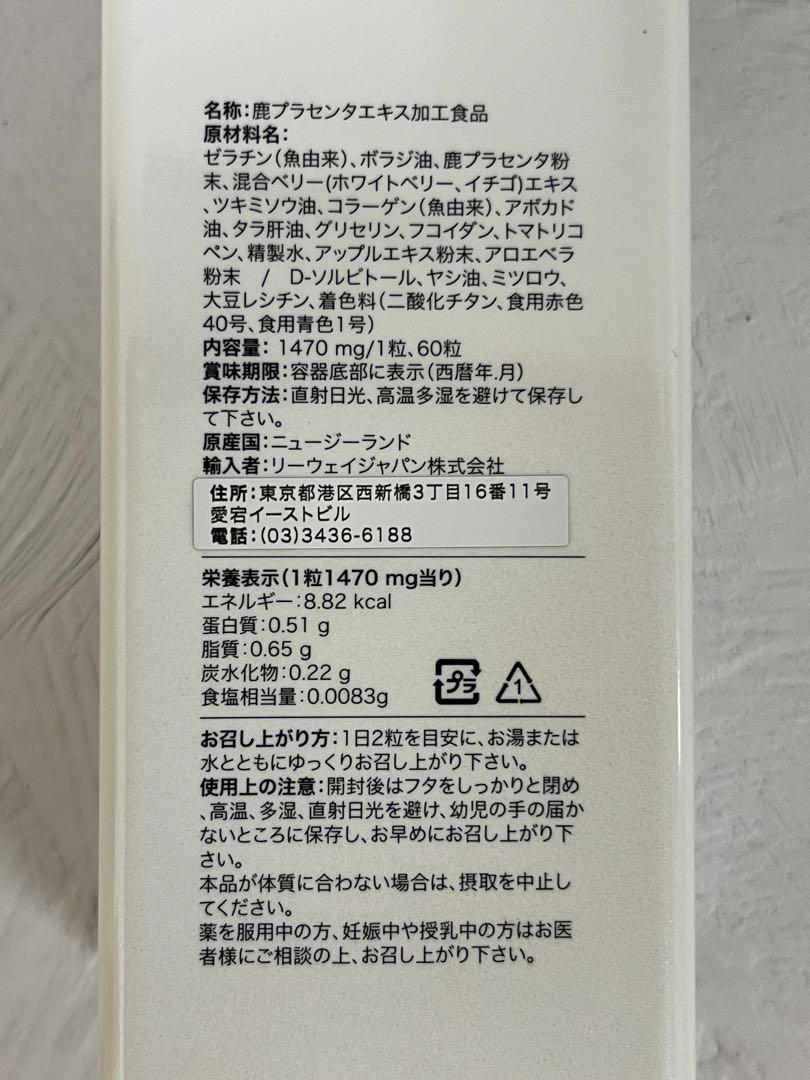 名称:鹿プラセンタエキス加工食品
原材料名:
ゼラチン(魚由来)、ボラジ油、鹿プラセンタ粉
末、混合ベリー(ホワイトベリー、イチゴ)エキス
、ツキミソウ油、コラーゲン(魚由来)、アボカド
油、タラ肝油、グリセリン、フコイダン、トマトリコ
ペン、精製水、アップルエキス粉末、アロエベラ
粉末 / D-ソルビトール、ヤシ油、ミツロウ、
大豆レシチン、着色料(二酸化チタン、食用赤色
40号、食用青色1号)
内容量: 1470 mg/1粒、60粒
賞味期限:容器底部に表示(西暦年.月)
保存方法:直射日光、高温多湿を避けて保存し
て下さい。
原産国:ニュージーランド
輸入者:リーウェイジャパン株式会社
住所:東京都港区西新橋3丁目16番11号
愛宕イーストビル
電話:(03)3436-6188
栄養表示(1粒1470 mg当り)
エネルギー:8.82 kcal
蛋白質:0.51 g
脂質:0.65 g
炭水化物:0.22 g
食塩相当量:0.0083g
プラ
1
お召し上がり方:1日2粒を目安に、お湯または
水とともにゆっくりお召し上がり下さい。
使用上の注意:開封後はフタをしっかりと閉め
、高温、多湿、直射日光を避け、幼児の手の届か
ないところに保存し、お早めにお召し上がり下
さい。
本品が体質に合わない場合は、摂取を中止し
てください。
薬を服用中の方、妊娠中や授乳中の方はお医
者様にご相談の上、お召し上がり下さい。